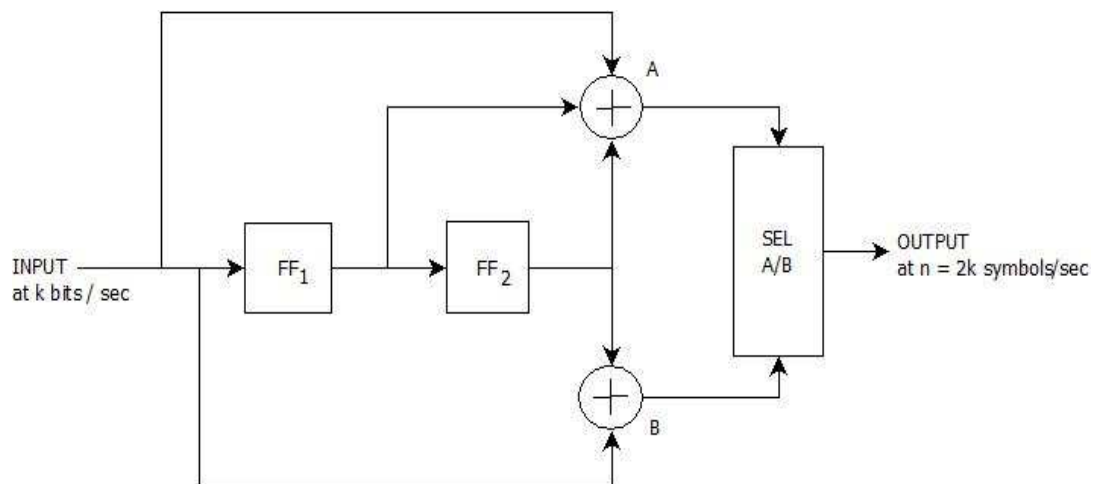 A
INPUT
at k bits / sec
FF1
FF2
SEL
A/B
OUTPUT
at n = 2k symbols/sec
B